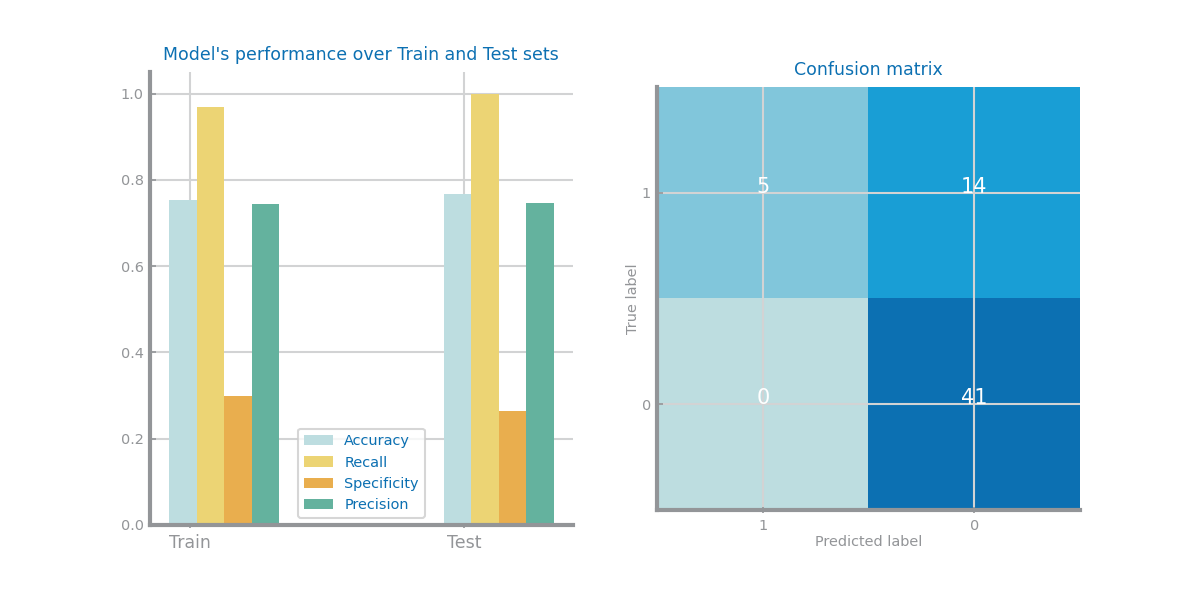 Model's performance over Train and Test sets
1.0
0.8
0.6
0.4
0.2
0.0
Train
Test
Accuracy
Recall
Specificity
Precision
Confusion matrix
True label
1
0
5
14
0
41
1
0
Predicted label